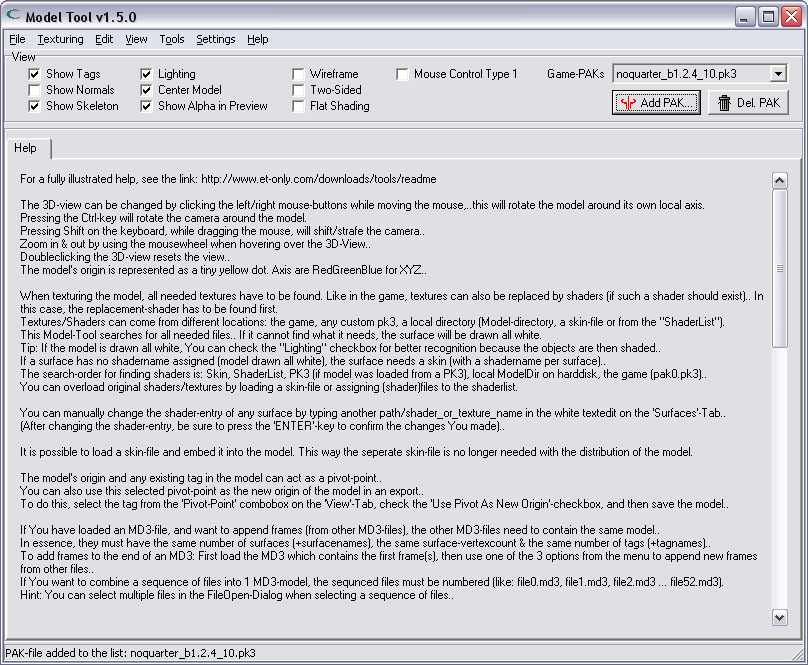 Model Tool v1.5.0
File Texturing Edit View Tools Settings Help
View
Show Tags Lighting Wireframe Mouse Control Type 1 Game-PAKs noquarter_b1.2.4_10.pk3
Show Normals Center Model Two-Sided
Show Skeleton Show Alpha in Preview Flat Shading Add PAK... Del. PAK
Help
For a fully illustrated help, see the link: http://www.et-only.com/downloads/tools/readme
The 3D-view can be changed by clicking the left/right mouse-buttons while moving the mouse,..this will rotate the model around its own local axis.
Pressing the Ctrl-key will rotate the camera around the model.
Pressing Shift on the keyboard, while dragging the mouse, will shift/strafe the camera..
Zoom in & out by using the mousewheel when hovering over the 3D-View..
Doubleclicking the 3D-view resets the view..
The model's origin is represented as a tiny yellow dot. Axis are RedGreenBlue for XYZ..
When texturing the model, all needed textures have to be found. Like in the game, textures can also be replaced by shaders (if such a shader should exist).. In
this case, the replacement-shader has to be found first.
Textures/Shaders can come from different locations: the game, any custom pk3, a local directory (Model-directory, a skin-file or from the "ShaderList").
This Model-Tool searches for all needed files.. If it cannot find what it needs, the surface will be drawn all white.
Tip: If the model is drawn all white, You can check the "Lighting" checkbox for better recognition because the objects are then shaded..
If a surface has no shadername assigned (model drawn all white), the surface needs a skin (with a shadername per surface)..
The search-order for finding shaders is: Skin, ShaderList, PK3 (if model was loaded from a PK3), local ModelDir on harddisk, the game (pak0.pk3)..
You can overload original shaders/textures by loading a skin-file or assigning (shader)files to the shaderlist.
You can manually change the shader-entry of any surface by typing another path/shader_or_texture_name in the white textedit on the 'Surfaces'-Tab..
(After changing the shader-entry, be sure to press the 'ENTER'-key to confirm the changes You made)..
It is possible to load a skin-file and embed it into the model. This way the seperate skin-file is no longer needed with the distribution of the model.
The model's origin and any existing tag in the model can act as a pivot-point..
You can also use this selected pivot-point as the new origin of the model in an export..
To do this, select the tag from the 'Pivot-Point' combobox on the 'View'-Tab, check the 'Use Pivot As New Origin'-checkbox, and then save the model..
If You have loaded an MD3-file, and want to append frames (from other MD3-files), the other MD3-files need to contain the same model..
In essence, they must have the same number of surfaces (+surfacenames), the same surface-vertexcount & the same number of tags (+tagnames)..
To add frames to the end of an MD3: First load the MD3 which contains the first frame(s), then use one of the 3 options from the menu to append new frames
from other files..
If You want to combine a sequence of files into 1 MD3-model, the sequnced files must be numbered (like: file0.md3, file1.md3, file2.md3 ... file52.md3).
Hint: You can select multiple files in the FileOpen-Dialog when selecting a sequence of files..
PAK-file added to the list: noquarter_b1.2.4_10.pk3